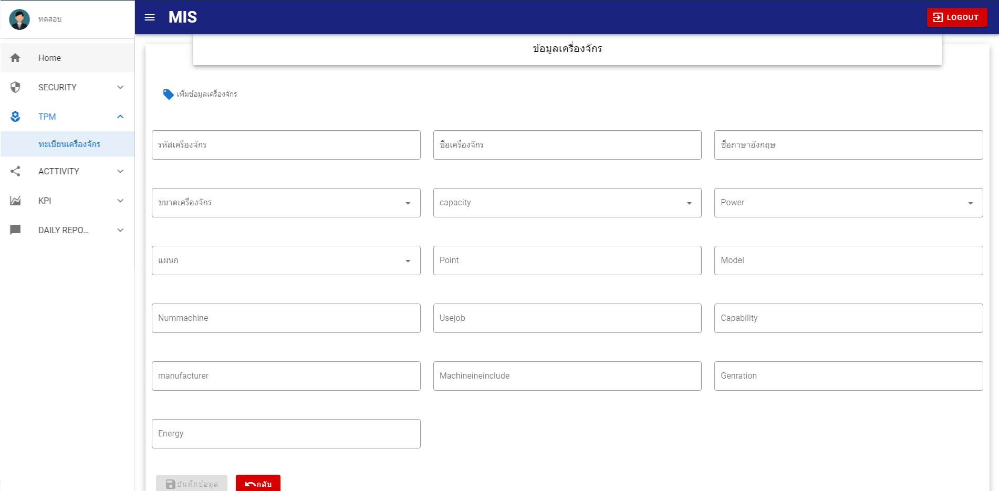 ทดสอบ
MIS
LOGOUT
Home
SECURITY
TPM
ทะเบียนเครื่องจักร
ACTTIVITY
KPI
DAILY REPO...
ข้อมูลเครื่องจักร
เพิ่มข้อมูลเครื่องจักร
รหัสเครื่องจักร
ชื่อเครื่องจักร
ชื่อภาษาอังกฤษ
ขนาดเครื่องจักร
capacity
Power
แผนก
Point
Model
Nummachine
Usejob
Capability
manufacturer
Machineineinclude
Genration
Energy
บันทึกข้อมูล
กลับ